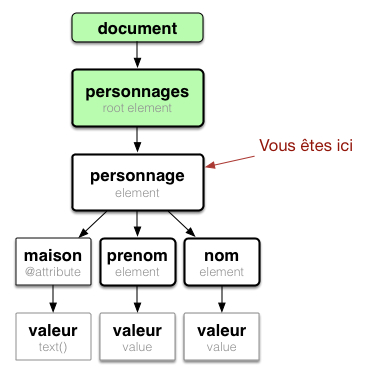 document
personnages
root element
Vous êtes ici
personnage
element
maison
@attribute
prenom
element
nom
element
valeur
text()
valeur
value
valeur
value